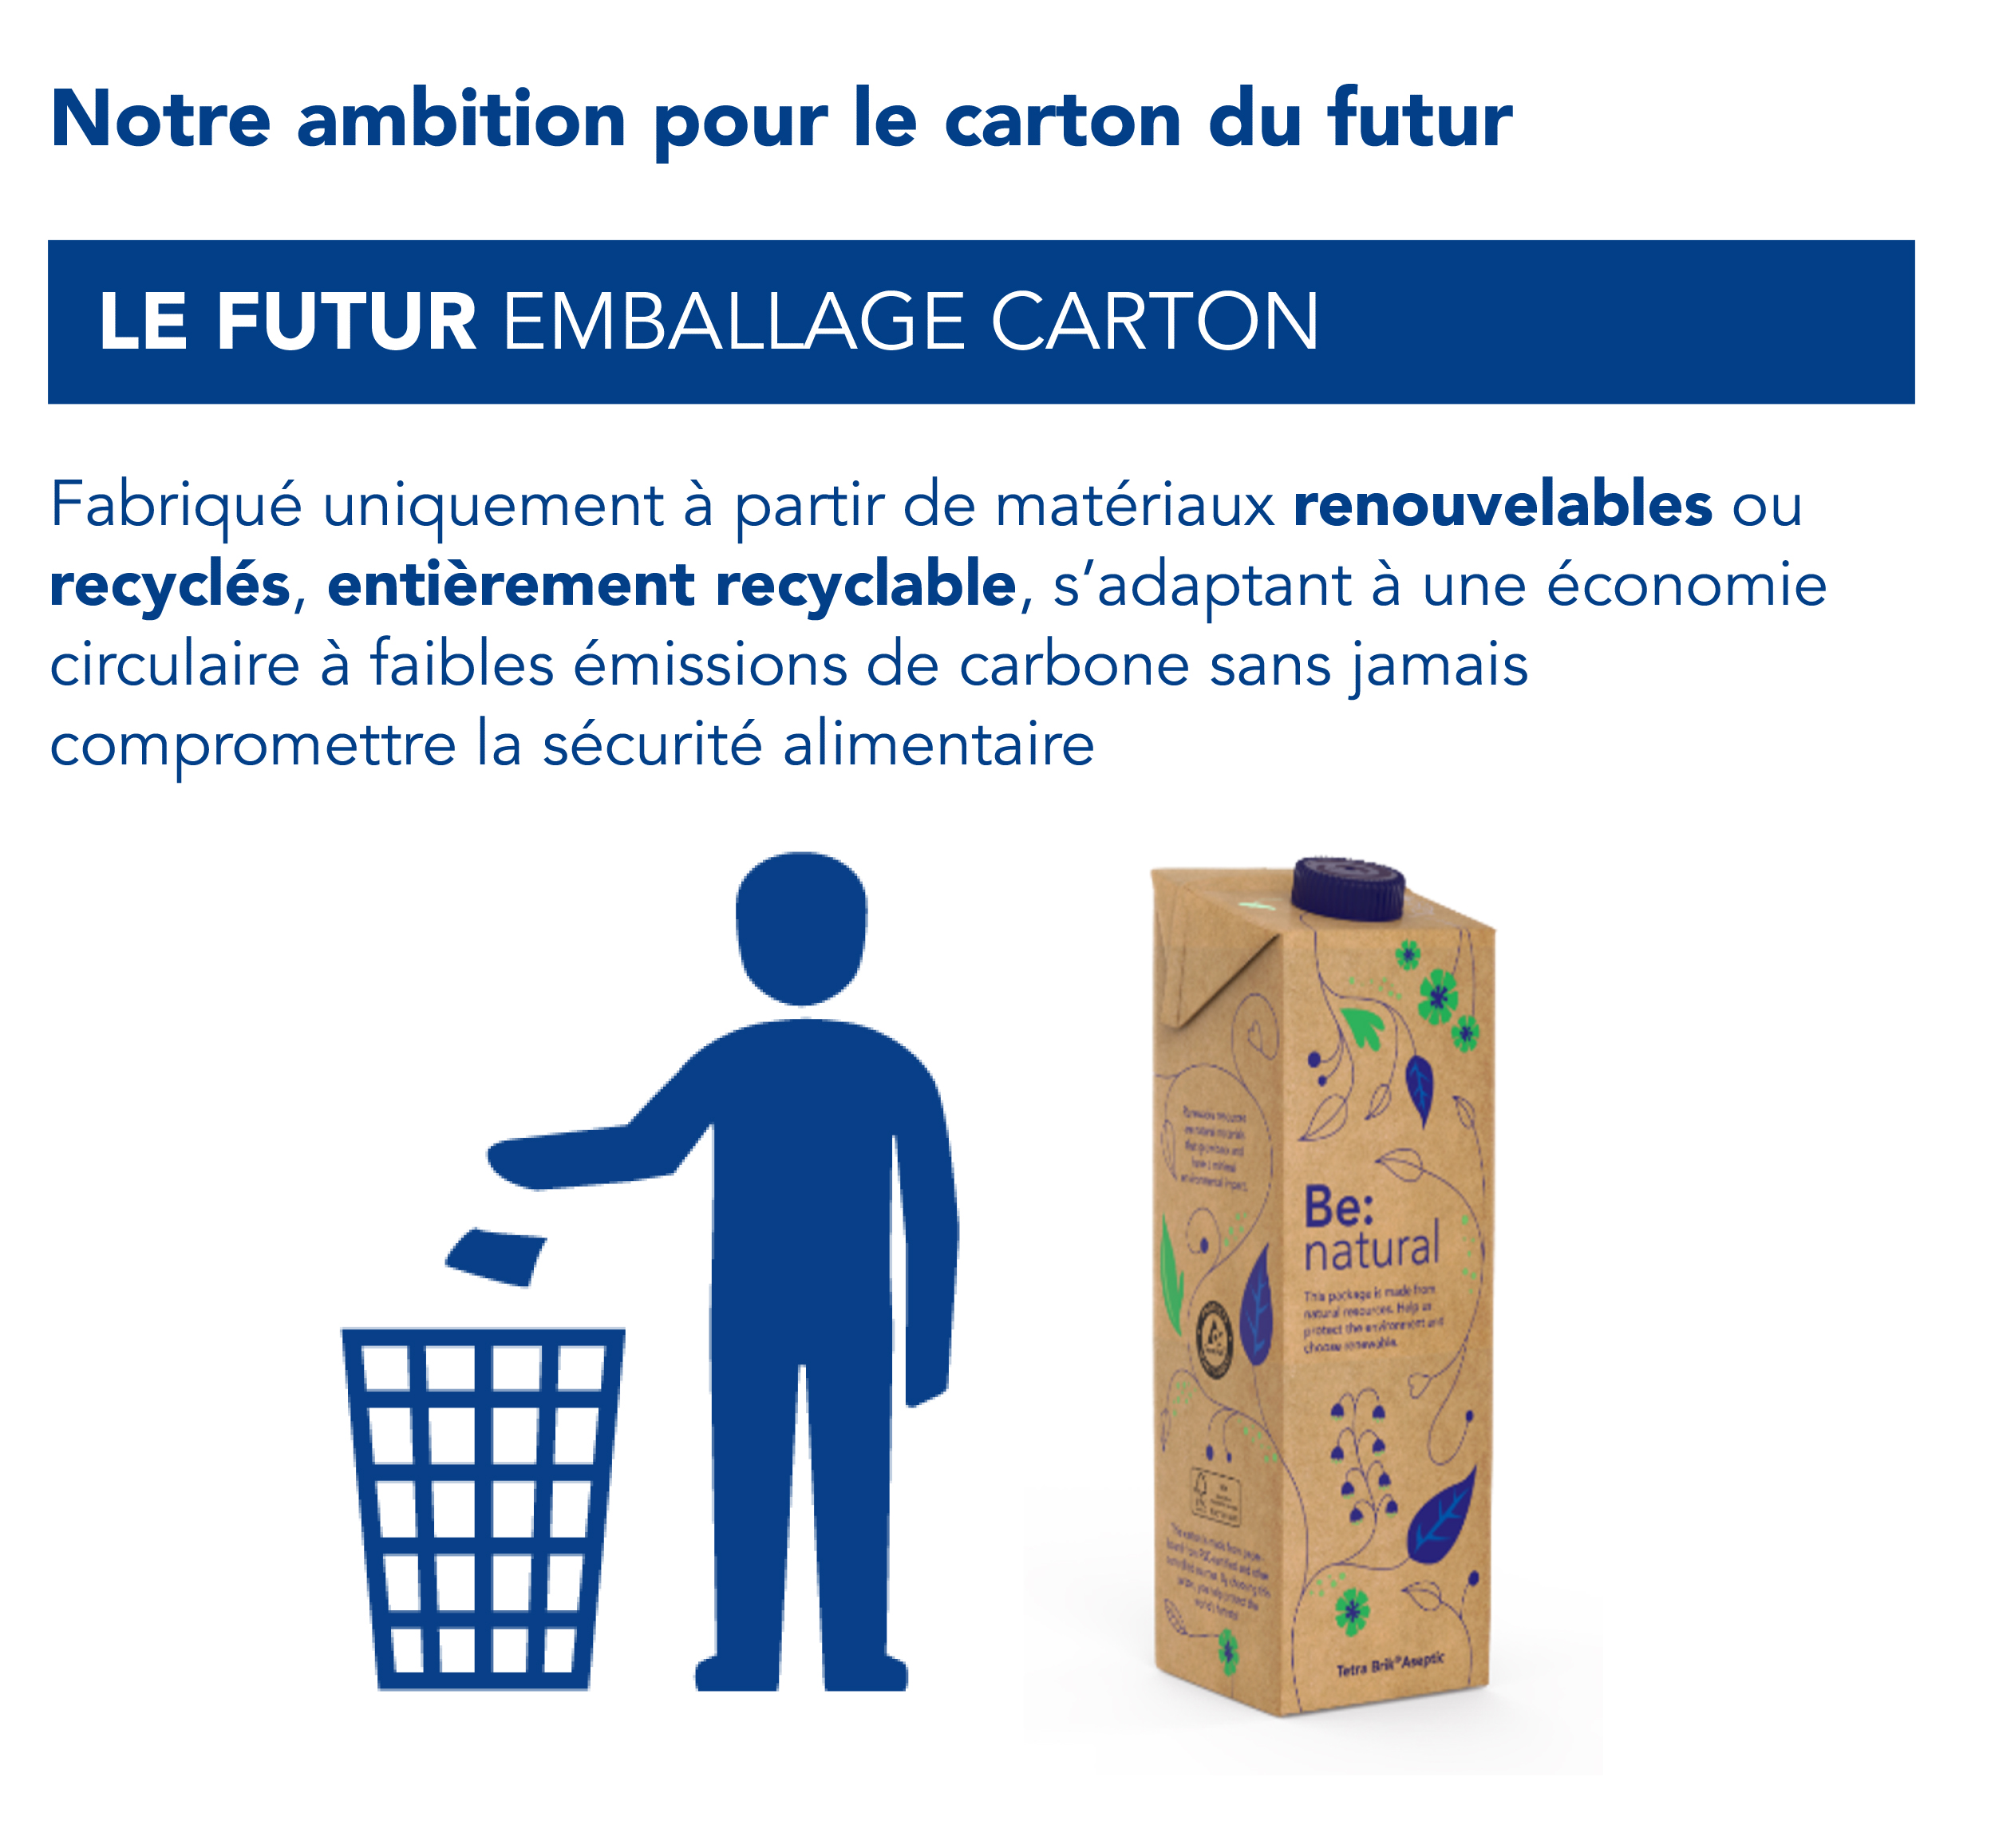 Notre ambition pour le carton du futur
LE FUTUR EMBALLAGE CARTON
Fabriqué uniquement à partir de matériaux renouvelables ou
recyclés, entièrement recyclable, s’adaptant à une économie
circulaire à faibles émissions de carbone sans jamais
compromettre la sécurité alimentaire
Be:
natural
This package is made from
natural resources. Help us
protect the environment and
choose renewable.
Tetra Brik® Aseptic